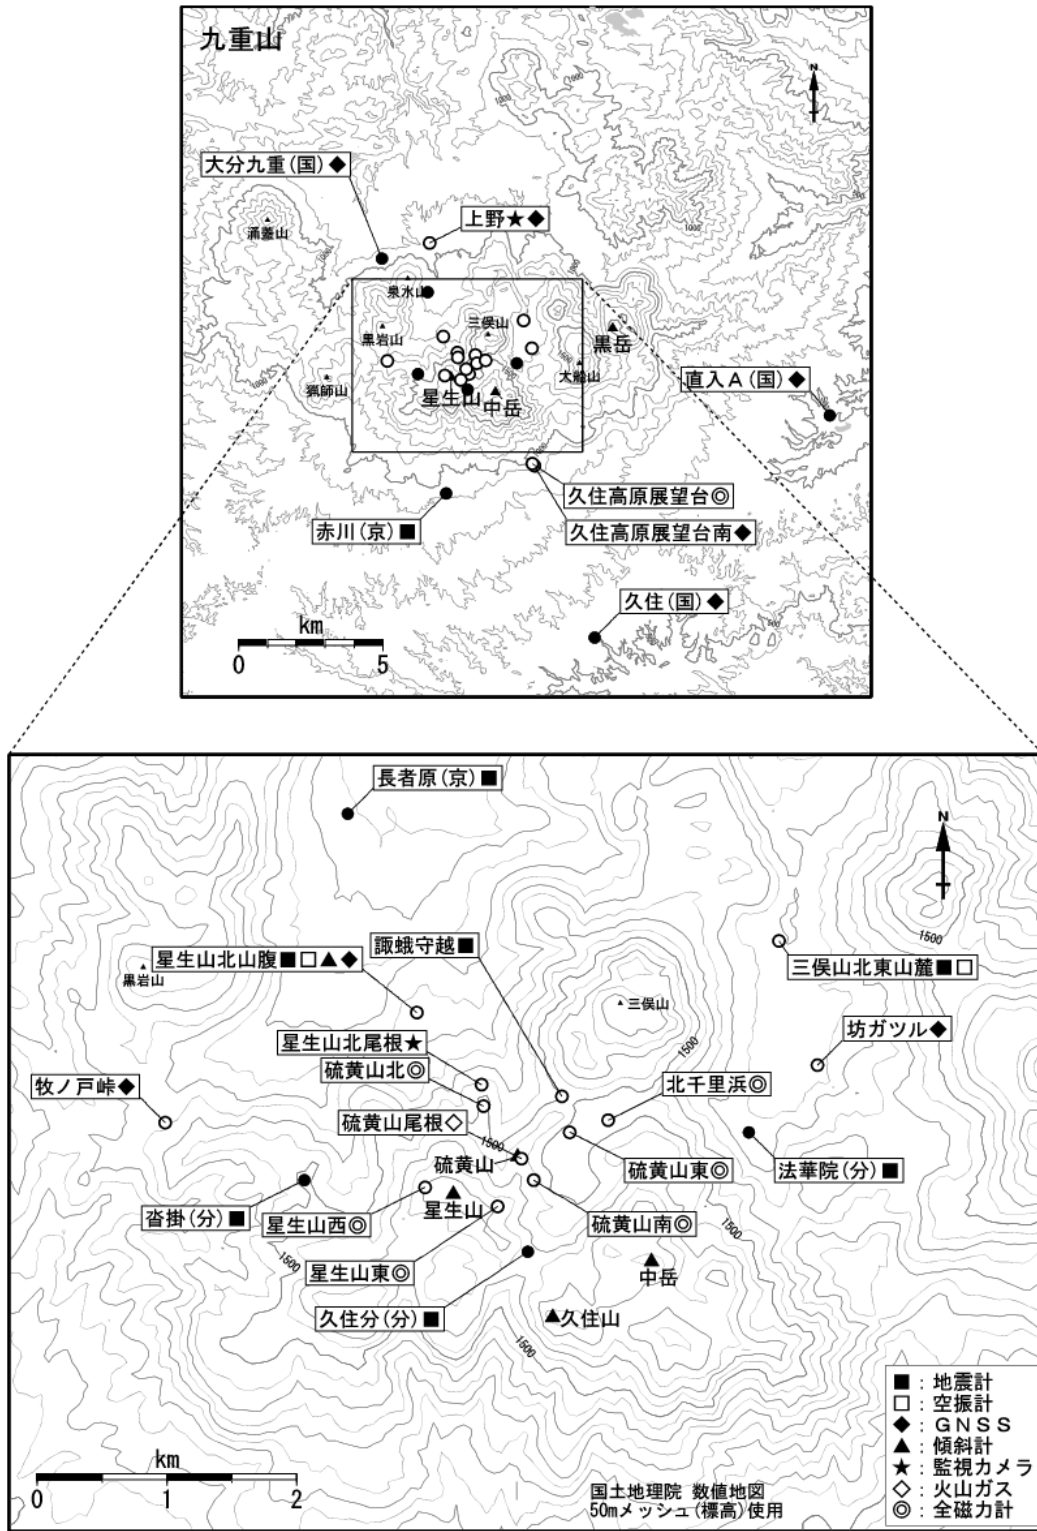 九重山
N
1000
1000
大分九重(国)◆
上野★◆
涌蓋山
1000
1000
1000
500
泉水山
黒岩山
三俣山
黒岳
猟師山
1000
大船山
直入A(国)◆
星生山
中岳
1000
久住高原展望台◎
赤川(京)■
久住高原展望台南◆
久住(国)◆
500
km
0 5
長者原(京)■
N
諏蛾守越■
1500
星生山北山腹■□▲◆
三俣山北東山麓■□
黒岩山
三俣山
坊ガツル◆
星生山北尾根★
1500
硫黄山北◎
北千里浜◎
牧ノ戸峠◆
硫黄山尾根◇
1500
硫黄山
硫黄山東◎
法華院(分)■
沓掛(分)■
星生山西◎
星生山
硫黄山南◎
1500
1500
星生山東◎
中岳
久住分(分)■
久住山
1500
■:地震計
□:空振計
◆:GNSS
▲:傾斜計
★:監視カメラ
◇:火山ガス
◎:全磁力計
km
0 1 2
国土地理院 数値地図
50mメッシュ(標高)使用